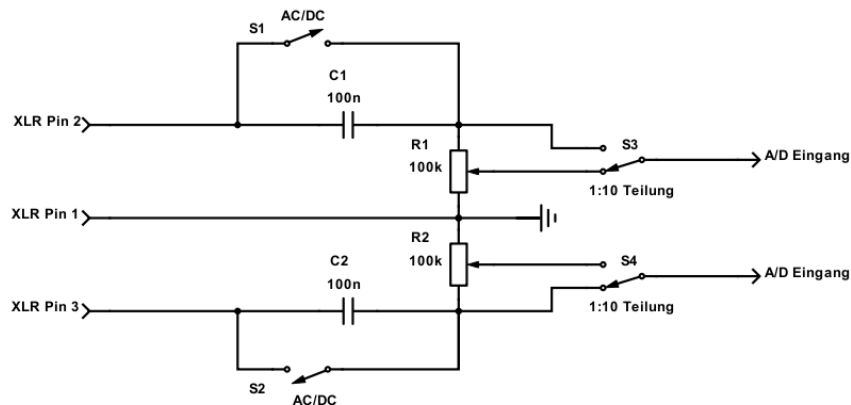 AC/DC
S1
C1
100n
XLR Pin 2
R1
100k
S3
A/D Eingang
1:10 Teilung
XLR Pin 1
R2
100k
S4
A/D Eingang
C2
100n
1:10 Teilung
XLR Pin 3
S2
AC/DC